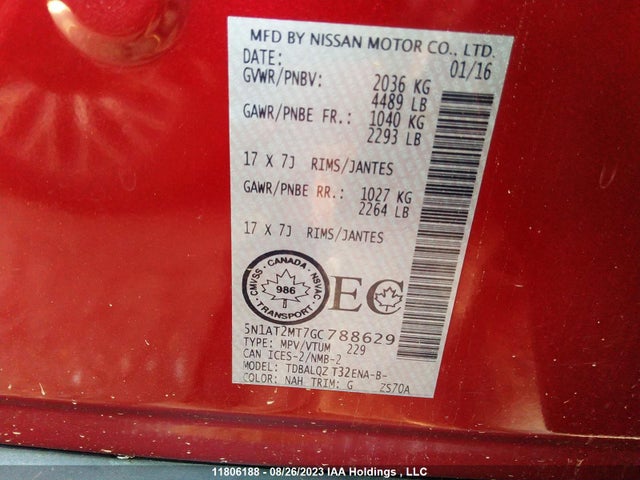 MFD BY NISSAN MOTOR CO., LTD.
DATE: 01/16
GVWR/PNBV: 2036 KG
4489 LB
GAWR/PNBE FR.: 1040 KG
2293 LB
17 X 7J RIMS/JANTES
GAWR/PNBE RR.: 1027 KG
2264 LB
17 X 7J RIMS/JANTES
CMVSS · CANADA · NSVAC
986
TRANSPORT
EC
5N1AT2MT7GC788629
TYPE: MPV/VTUM 229
CAN ICES-2/NMB-2
MODEL: TDBALQZ T32ENA-B-
COLOR: NAH TRIM: G ZS70A
11806188 - 08/26/2023 IAA Holdings , LLC